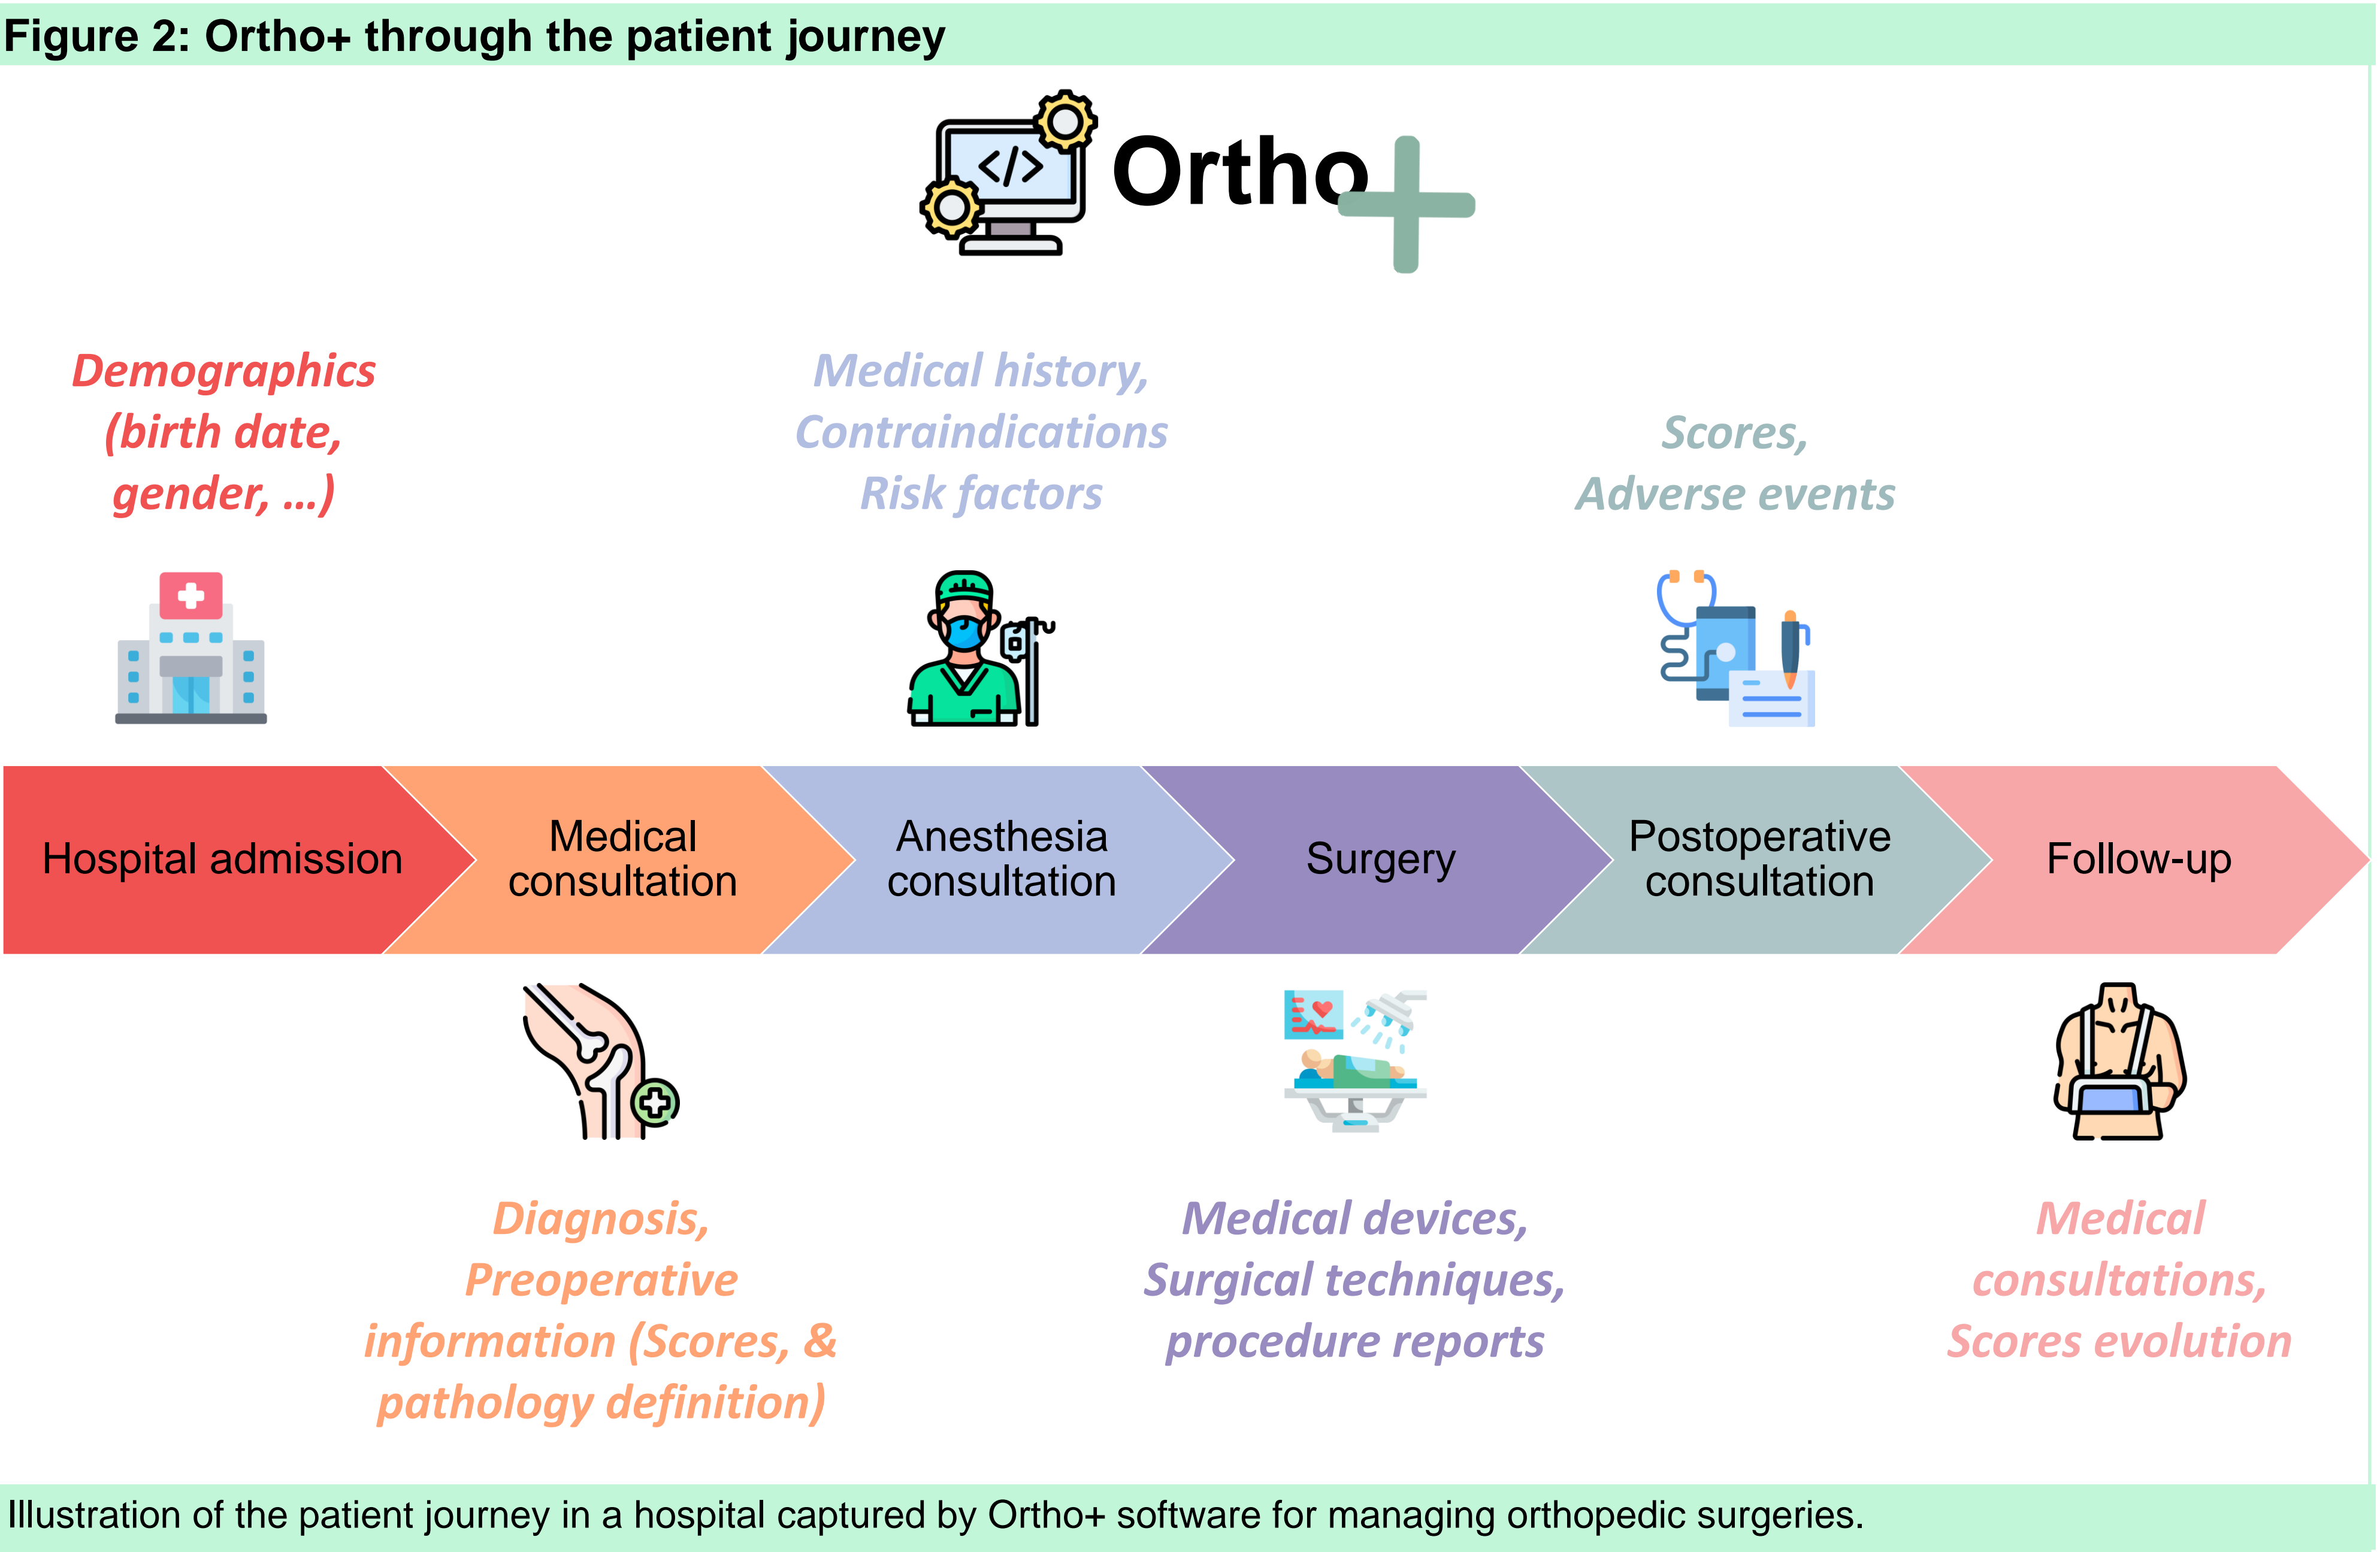 Figure 2: Ortho+ through the patient journey
</>
Ortho+
Demographics
(birth date,
gender, ...)
Medical history,
Contraindications
Risk factors
Scores,
Adverse events
Hospital admission
Medical
consultation
Anesthesia
consultation
Surgery
Postoperative
consultation
Follow-up
Diagnosis,
Preoperative
information (Scores, &
pathology definition)
Medical devices,
Surgical techniques,
procedure reports
Medical
consultations,
Scores evolution
Illustration of the patient journey in a hospital captured by Ortho+ software for managing orthopedic surgeries.